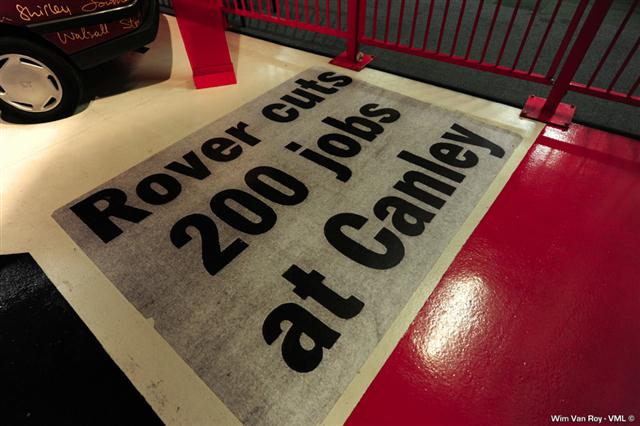 Shirley
Walsall
Rover cuts
200 jobs
at Canley
Wim Van Roy - VML ©